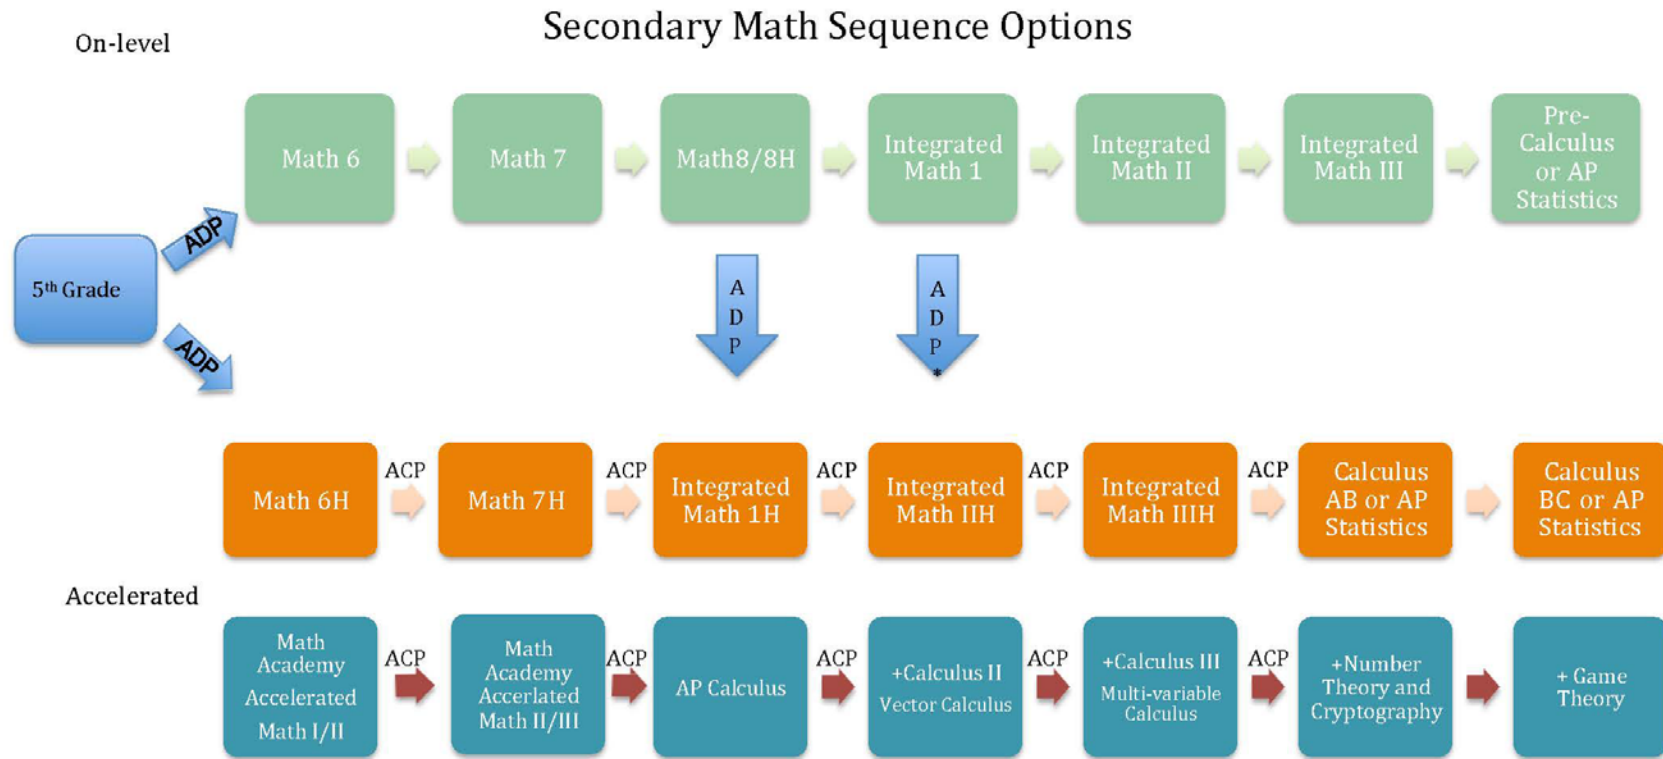 Secondary Math Sequence Options
On-level
Math 6
Math 7
Math8/8H
Integrated
Math 1
Integrated
Math II
Integrated
Math III
Pre-
Calculus
or AP
Statistics
5th Grade
ADP
ADP
A
D
P
A
D
P
*
Math 6H
ACP
Math 7H
ACP
Integrated
Math 1H
ACP
Integrated
Math IIH
ACP
Integrated
Math IIIH
ACP
Calculus
AB or AP
Statistics
Calculus
BC or AP
Statistics
Accelerated
Math
Academy
Accelerated
Math I/II
ACP
Math
Academy
Accerlated
Math II/III
ACP
AP Calculus
ACP
+Calculus II
Vector Calculus
ACP
+Calculus III
Multi-variable
Calculus
ACP
+Number
Theory and
Cryptography
+ Game
Theory